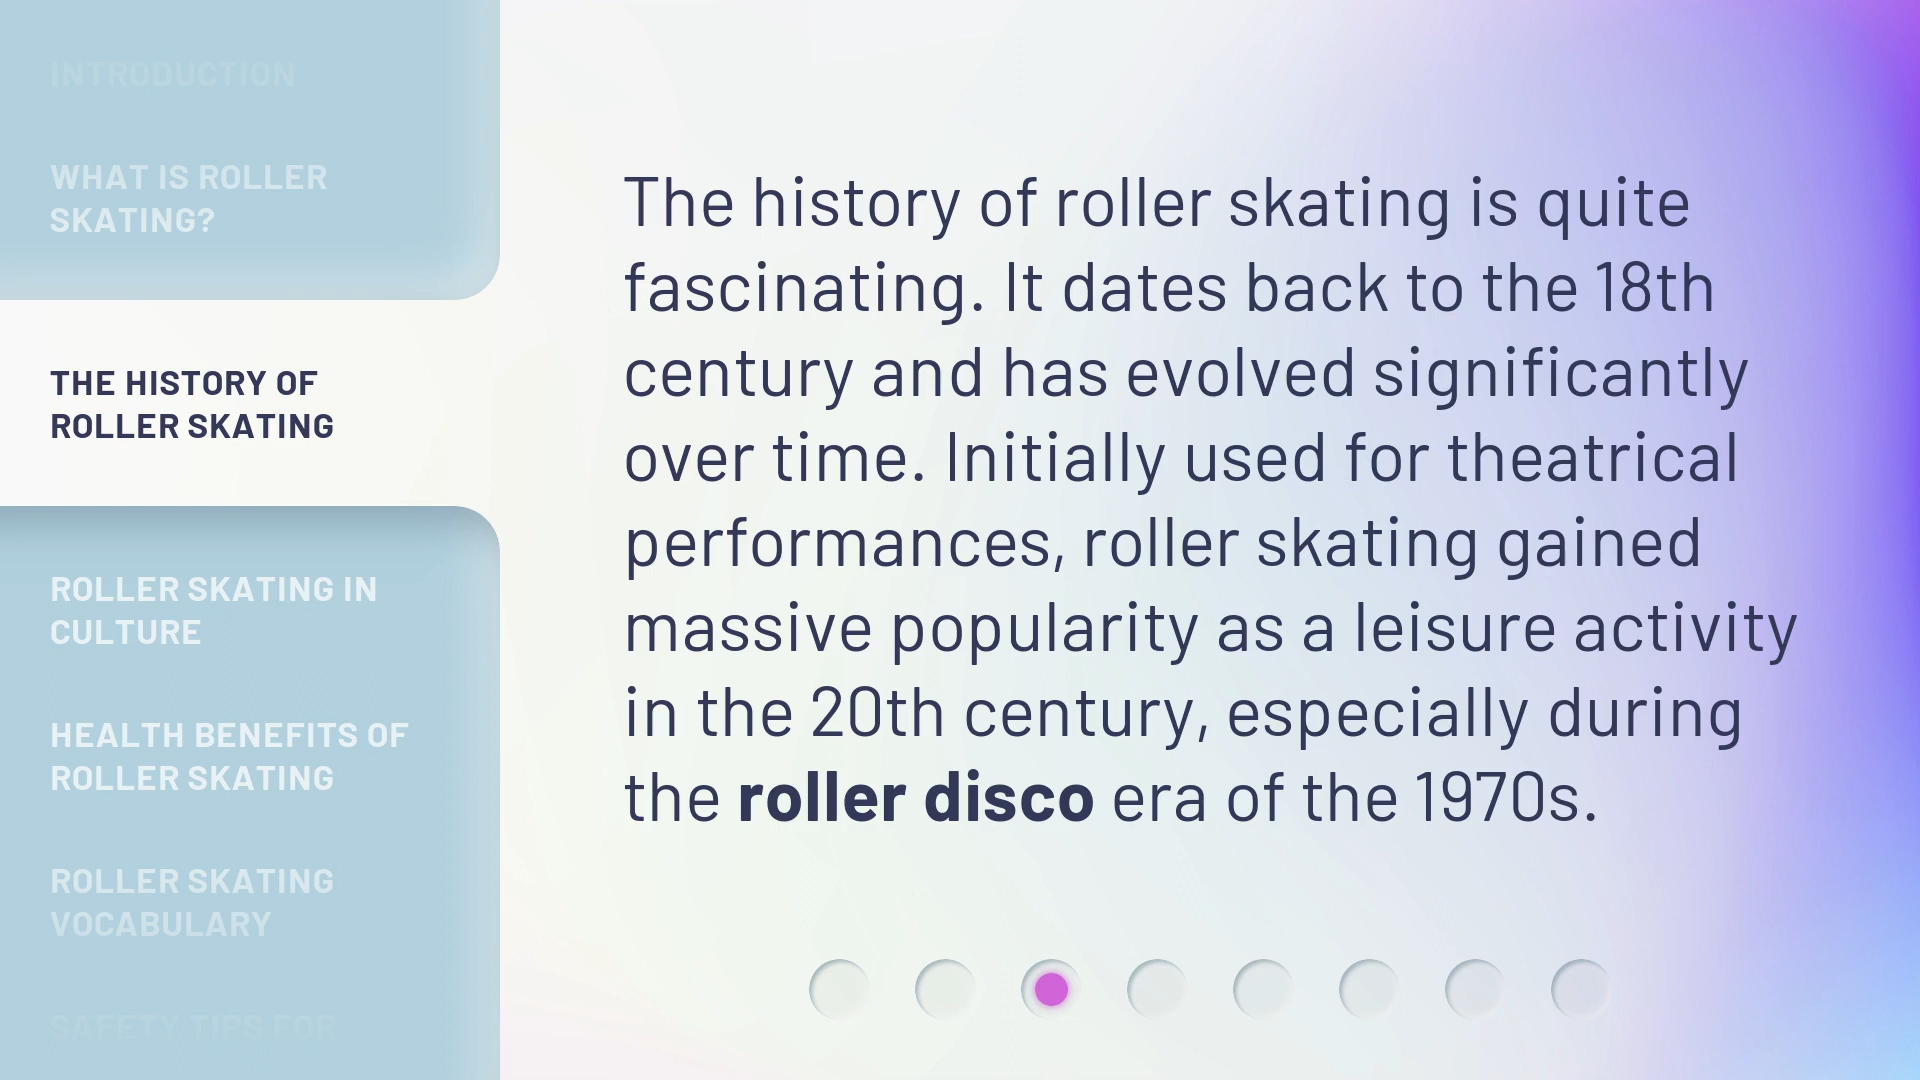 INTRODUCTION
WHAT IS ROLLER
SKATING?
THE HISTORY OF
ROLLER SKATING
ROLLER SKATING IN
CULTURE
HEALTH BENEFITS OF
ROLLER SKATING
ROLLER SKATING
VOCABULARY
SAFETY TIPS FOR
The history of roller skating is quite
fascinating. It dates back to the 18th
century and has evolved significantly
over time. Initially used for theatrical
performances, roller skating gained
massive popularity as a leisure activity
in the 20th century, especially during
the roller disco era of the 1970s.